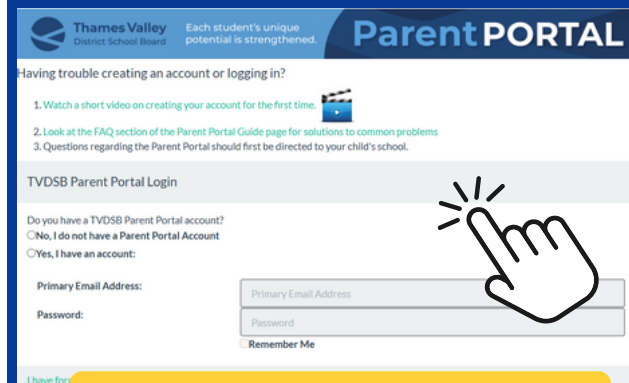 Thames Valley
District School Board
Each student's unique
potential is strengthened.
Parent PORTAL
Having trouble creating an account or logging in?
1. Watch a short video on creating your account for the first time.
2. Look at the FAQ section of the Parent Portal Guide page for solutions to common problems
3. Questions regarding the Parent Portal should first be directed to your child's school.
TVDSB Parent Portal Login
Do you have a TVDSB Parent Portal account?
No, I do not have a Parent Portal Account
Yes, I have an account:
Primary Email Address:
Primary Email Address
Password:
Password
Remember Me
I have